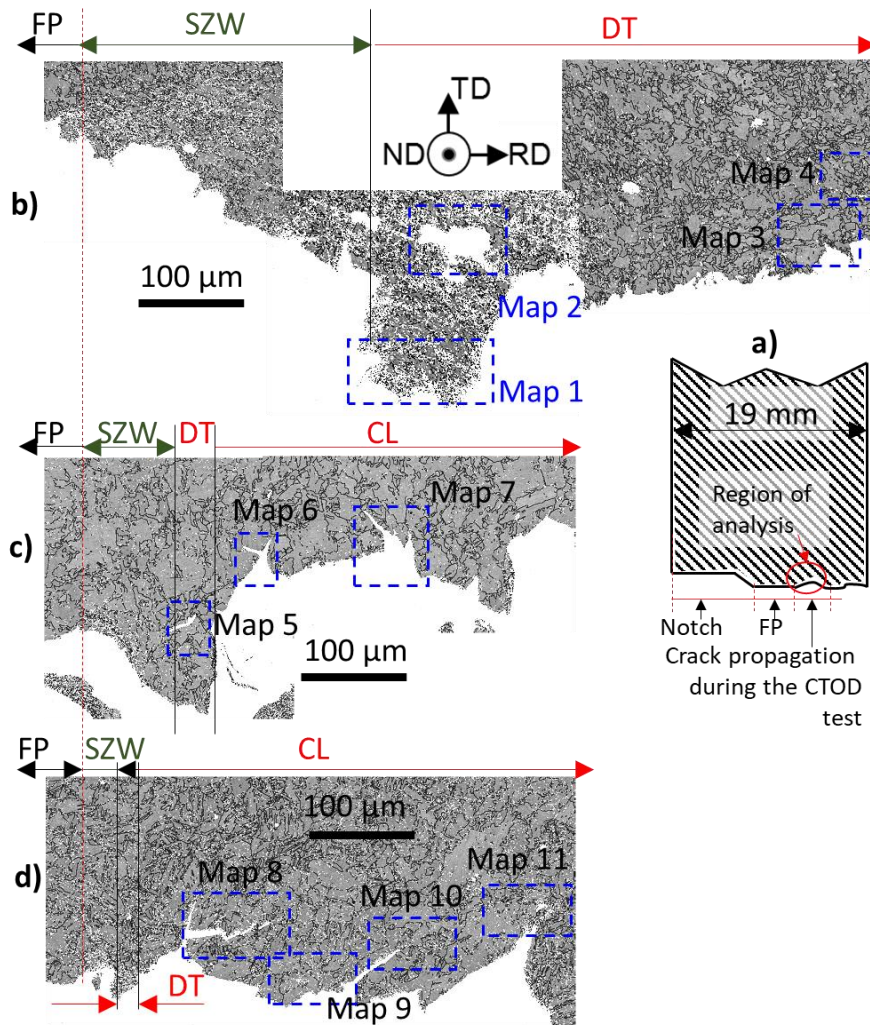 FP SZW DT
TD
ND RD
b)
Map 4
Map 3
100 μm
Map 2
Map 1
a)
19 mm
Region of
analysis
Notch FP
Crack propagation
during the CTOD
test
FP SZW DT CL
c)
Map 6
Map 7
Map 5
100 μm
FP SZW CL
100 μm
d)
Map 8
Map 10
Map 11
DT
Map 9